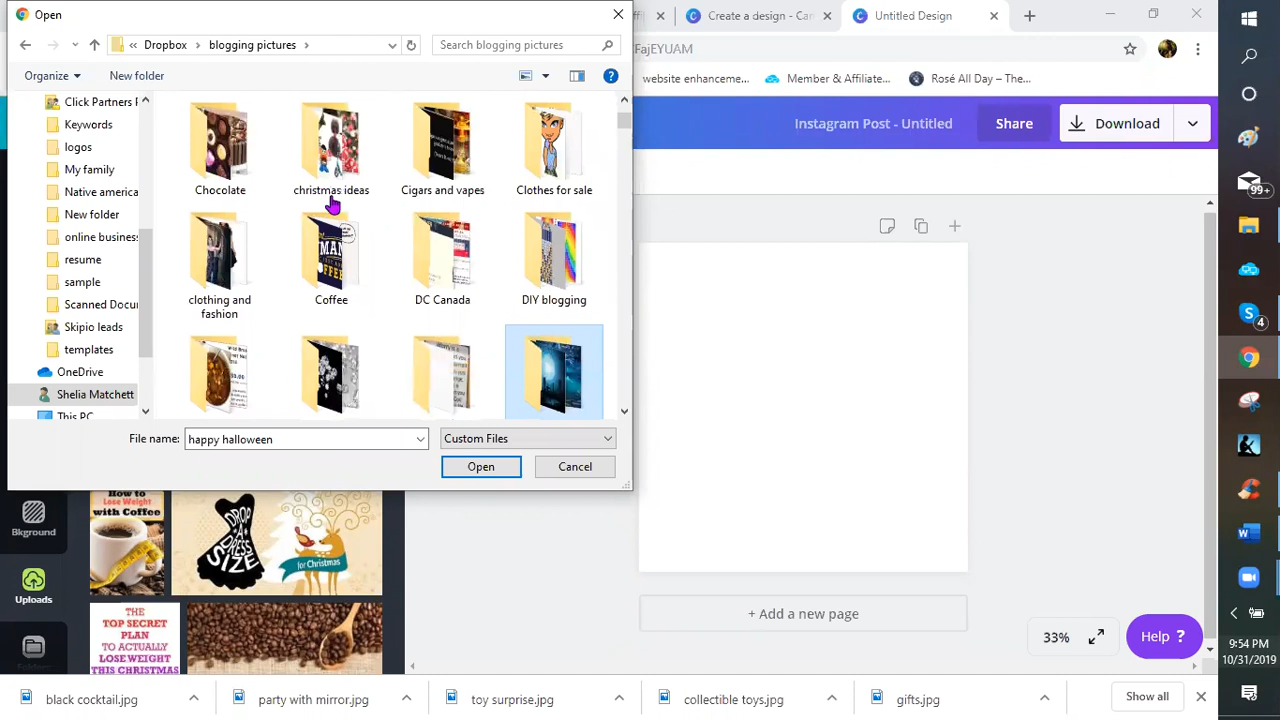 Open
Create a design - Can
Untitled Design
« Dropbox › blogging pictures ›
Search blogging pictures
FajEYUAM
Organize
New folder
website enhanceme...
Member & Affiliate...
Rosé All Day – The...
Click Partners
Keywords
logos
My family
Native america
New folder
online business
resume
sample
Scanned Docu
Skipio leads
templates
OneDrive
Shelia Matchett
This PC
Chocolate
christmas ideas
Cigars and vapes
Clothes for sale
clothing and
fashion
Coffee
DC Canada
DIY blogging
File name:
happy halloween
Custom Files
Open
Cancel
Instagram Post - Untitled
Share
Download
99+
4
Bkground
Uploads
Folders
How to
Lose Weight
with Coffee
DROP
A
DRESS
SIZE
for Christmas
THE
TOP SECRET
PLAN
TO ACTUALLY
LOSE WEIGHT
THIS CHRISTMAS
+ Add a new page
33%
Help ?
9:54 PM
10/31/2019
black cocktail.jpg
party with mirror.jpg
toy surprise.jpg
collectible toys.jpg
gifts.jpg
Show all